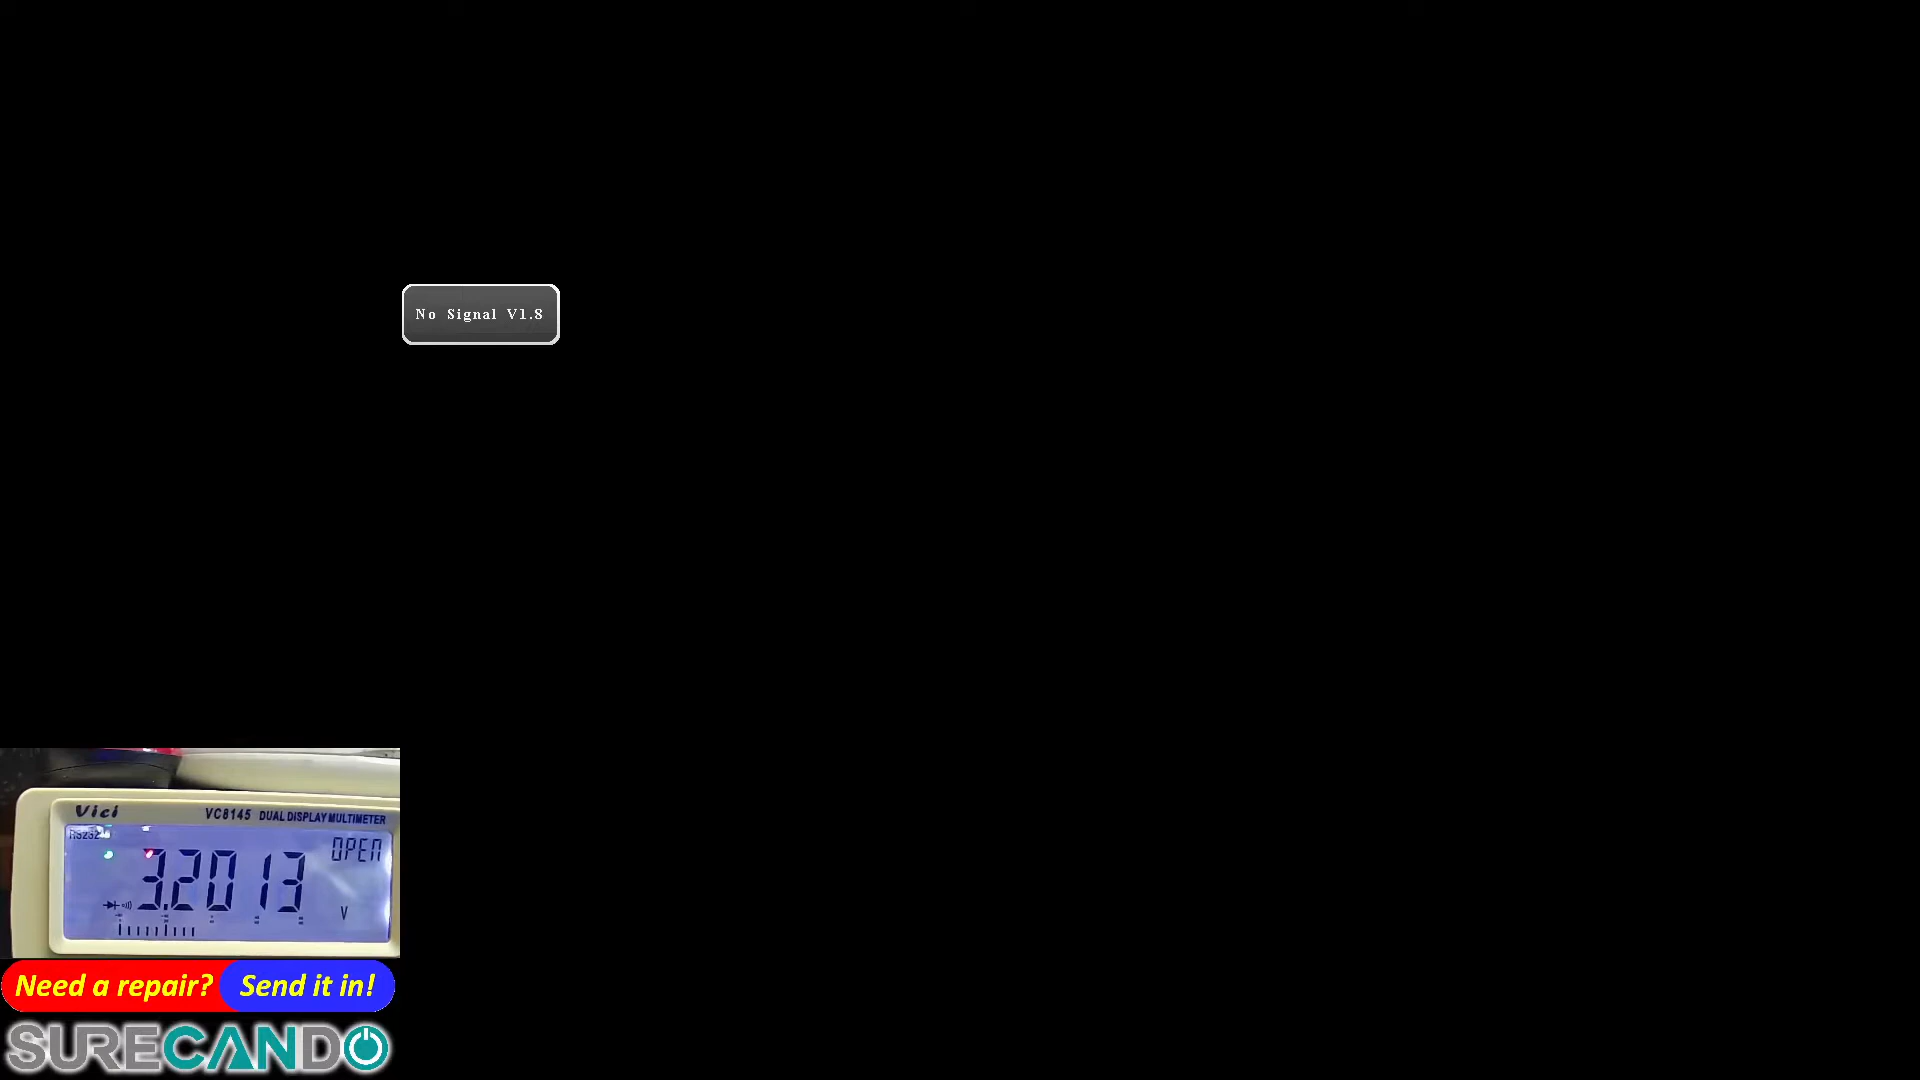 No Signal V1.8
Vici
VC8145 DUAL DISPLAY MULTIMETER
RS232
OPEN
3.2013
V
Need a repair? Send it in!
SURECANDO